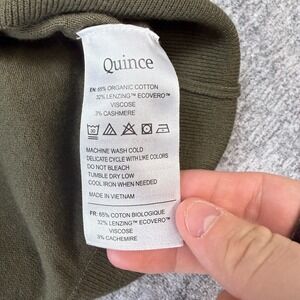 Quince
EN: 65% ORGANIC COTTON
32% LENZING™ ECOVERO™
VISCOSE
3% CASHMERE
MACHINE WASH COLD
DELICATE CYCLE WITH LIKE COLORS
DO NOT BLEACH
TUMBLE DRY LOW
COOL IRON WHEN NEEDED
MADE IN VIETNAM
FR: 65% COTON BIOLOGIQUE
32% LENZING™ ECOVERO™
VISCOSE
3% CACHEMIRE